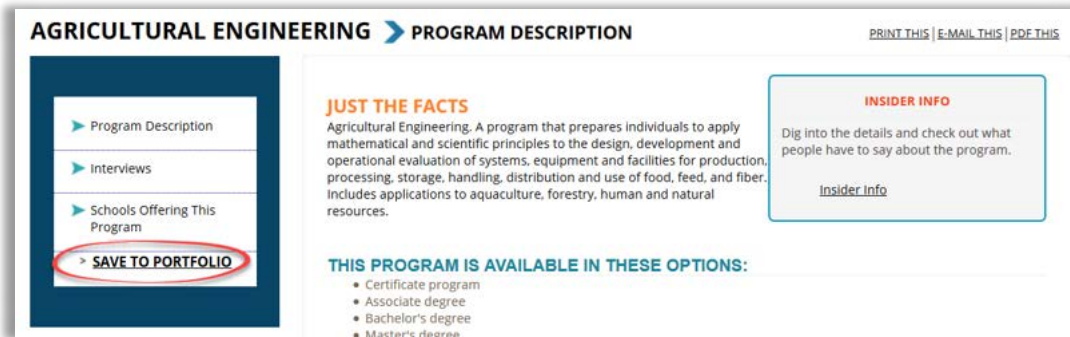 AGRICULTURAL ENGINEERING PROGRAM DESCRIPTION
PRINT THIS | E-MAIL THIS | PDF THIS
Program Description
Interviews
Schools Offering This
Program
> SAVE TO PORTFOLIO
JUST THE FACTS
Agricultural Engineering. A program that prepares individuals to apply
mathematical and scientific principles to the design, development and
operational evaluation of systems, equipment and facilities for production,
processing, storage, handling, distribution and use of food, feed, and fiber.
Includes applications to aquaculture, forestry, human and natural
resources.
INSIDER INFO
Dig into the details and check out what
people have to say about the program.
Insider Info
THIS PROGRAM IS AVAILABLE IN THESE OPTIONS:
• Certificate program
• Associate degree
• Bachelor's degree
• Master's degree